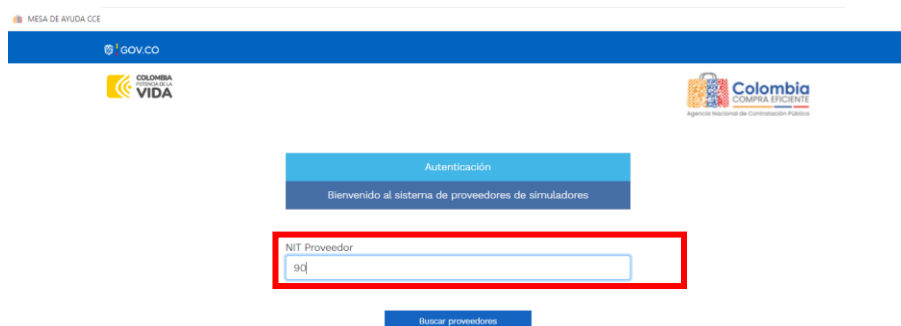 MESA DE AYUDA CCE
GOV.CO
COLOMBIA
POTENCIA DE LA
VIDA
Colombia
COMPRA EFICIENTE
Agencia Nacional de Contratación Pública
Autenticación
Bienvenido al sistema de proveedores de simuladores
NIT Proveedor
90
Buscar proveedores